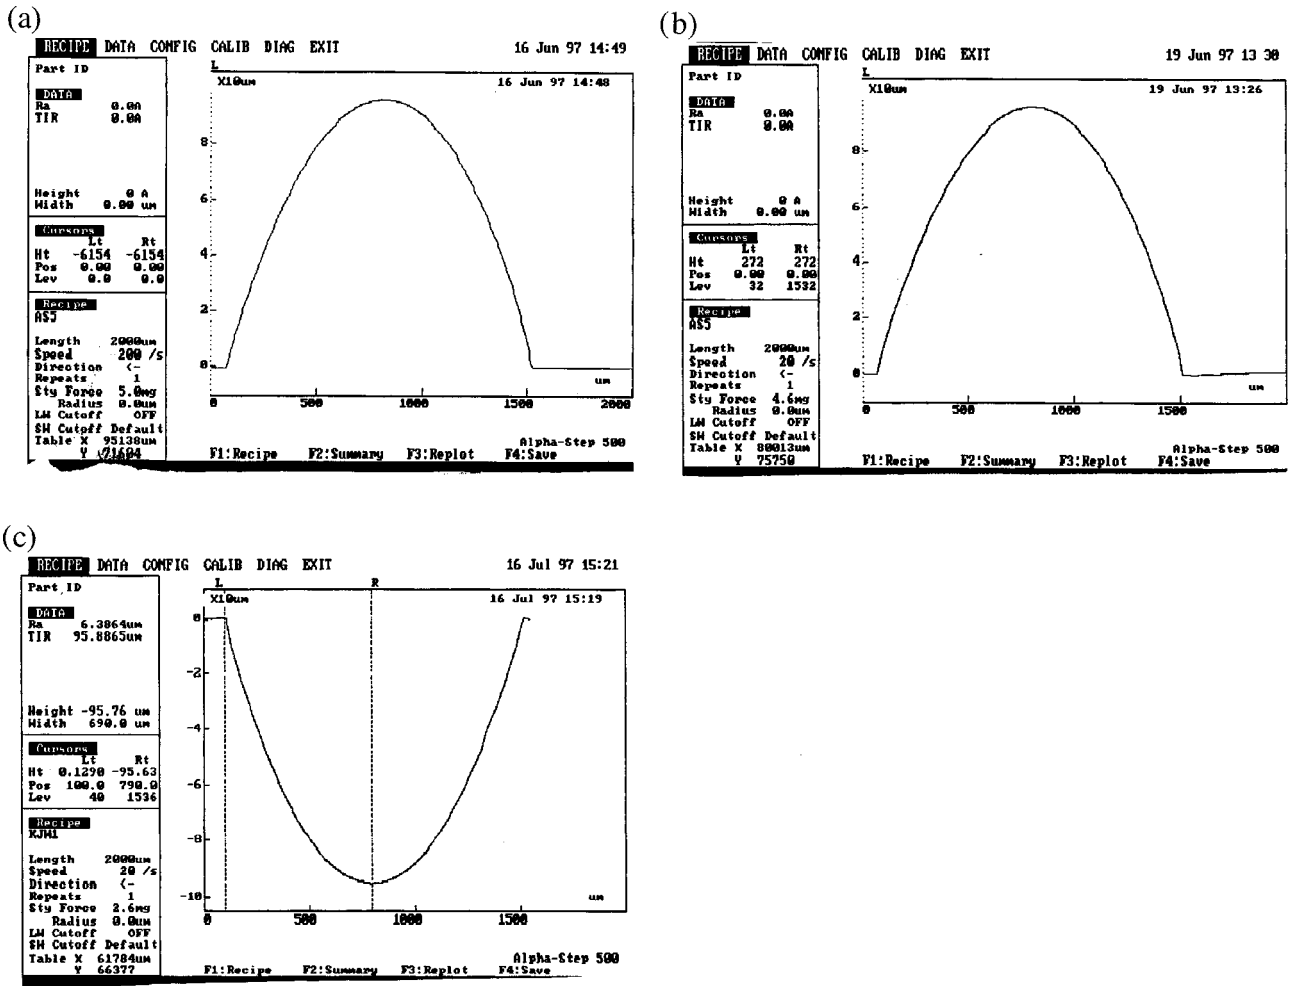 (a)
RECIPE DATA CONFIG CALIB DIAG EXIT 16 Jun 97 14:49
Part ID
DATA
Ra 0.0A
TIR 0.0A
Height 0 A
Width 0.00 um
Cursors
Lt Rt
Ht -6154 -6154
Pos 0.00 0.00
Lev 0.0 0.0
Recipe
AS5
Length 2000um
Speed 200 /s
Direction <-
Repeats 1
Sty Force 5.0mg
Radius 0.0um
LW Cutoff OFF
SW Cutoff Default
Table X 95138um
Y 71604
L
X10um 16 Jun 97 14:48
8
6
4
2
0
um
0 500 1000 1500 2000
Alpha-Step 500
F1:Recipe F2:Summary F3:Replot F4:Save
(b)
RECIPE DATA CONFIG CALIB DIAG EXIT 19 Jun 97 13 30
Part ID
DATA
Ra 0.0A
TIR 0.0A
Height 0 A
Width 0.00 um
Cursors
Lt Rt
Ht 272 272
Pos 0.00 0.00
Lev 32 1532
Recipe
AS5
Length 2000um
Speed 20 /s
Direction <-
Repeats 1
Sty Force 4.6mg
Radius 0.0um
LW Cutoff OFF
SW Cutoff Default
Table X 80013um
Y 75750
L
X10um 19 Jun 97 13:26
8
6
4
2
0
um
0 500 1000 1500
Alpha-Step 500
F1:Recipe F2:Summary F3:Replot F4:Save
(c)
RECIPE DATA CONFIG CALIB DIAG EXIT 16 Jul 97 15:21
Part ID
DATA
Ra 6.3864um
TIR 95.8865um
Height -95.76 um
Width 690.0 um
Cursors
Lt Rt
Ht 0.1290 -95.63
Pos 100.0 790.0
Lev 40 1536
Recipe
KJW1
Length 2000um
Speed 20 /s
Direction <-
Repeats 1
Sty Force 2.6mg
Radius 0.0um
LW Cutoff OFF
SW Cutoff Default
Table X 61784um
Y 66377
L R
X10um 16 Jul 97 15:19
0
-2
-4
-6
-8
-10
um
0 500 1000 1500
Alpha-Step 500
F1:Recipe F2:Summary F3:Replot F4:Save